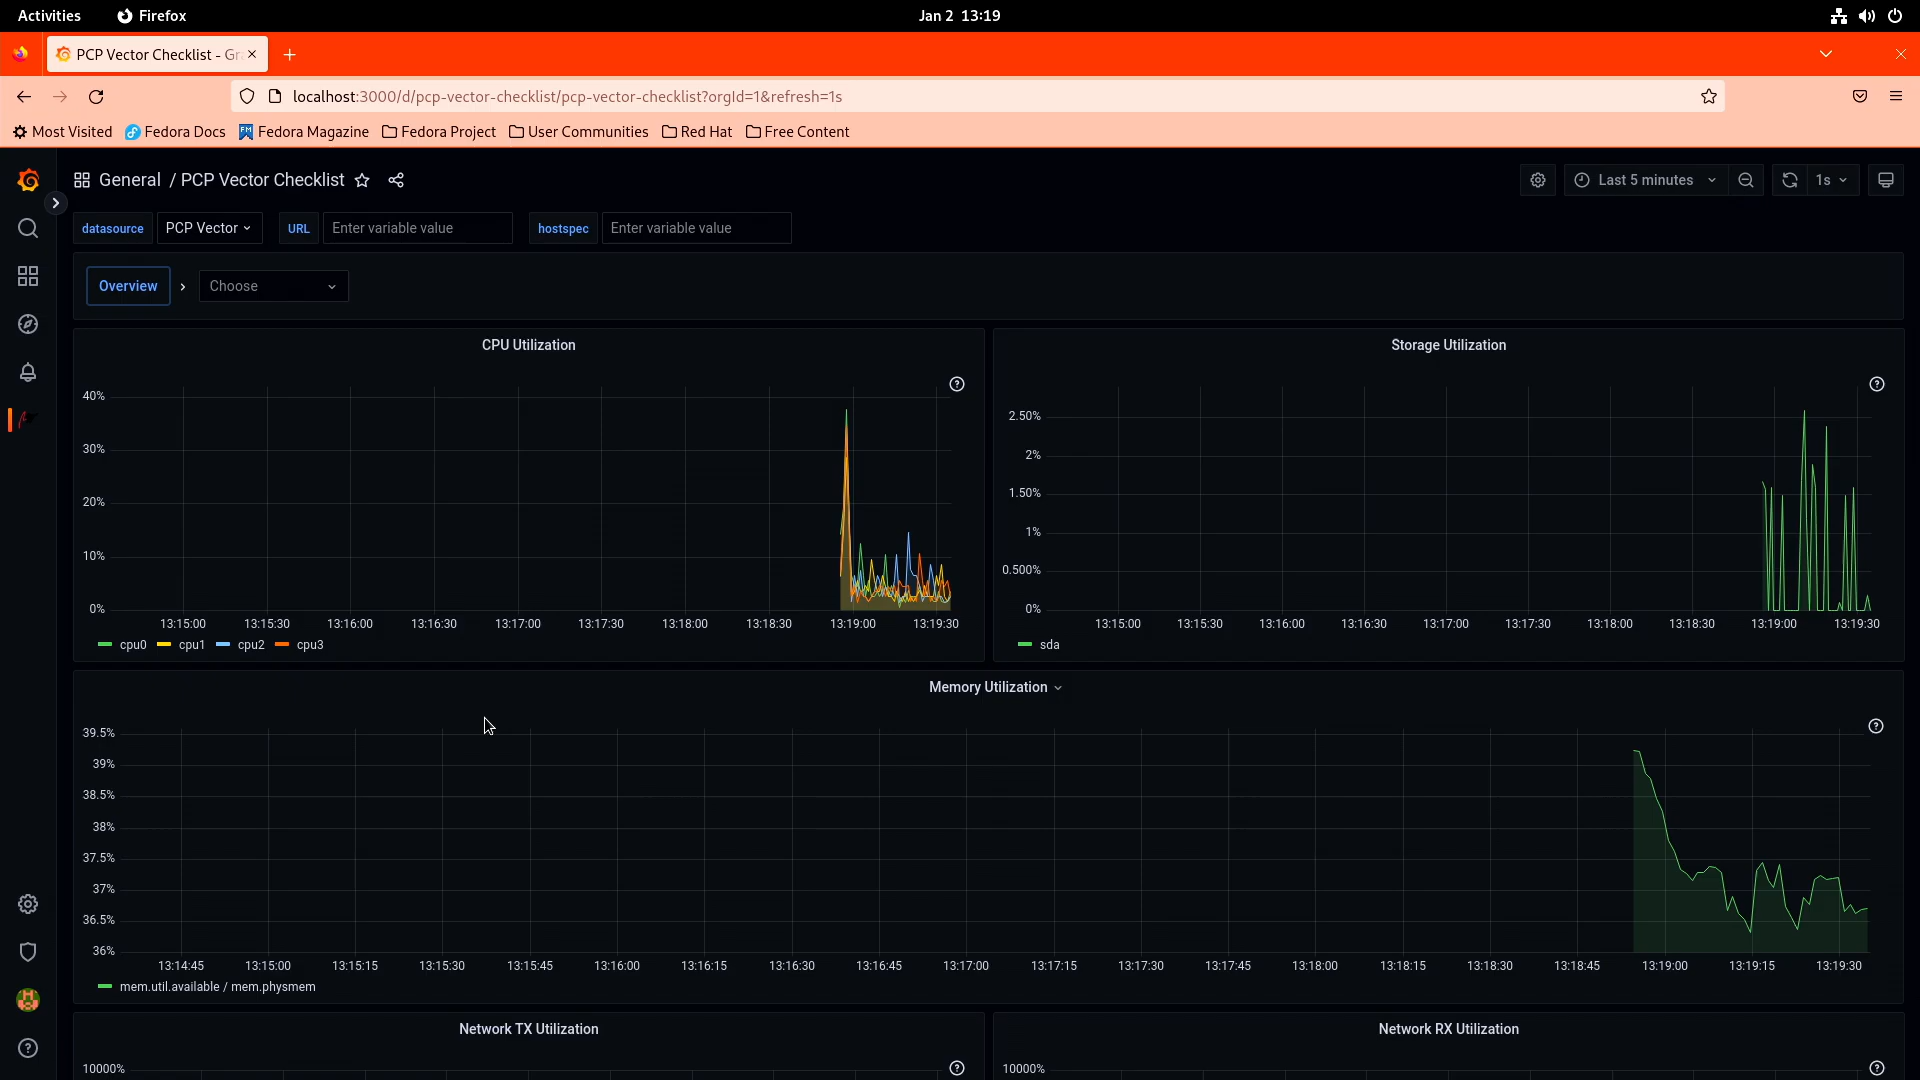 Activities Firefox Jan 2 13:19
PCP Vector Checklist - Gr
localhost:3000/d/pcp-vector-checklist/pcp-vector-checklist?orgId=1&refresh=1s
Most Visited Fedora Docs Fedora Magazine Fedora Project User Communities Red Hat Free Content
General / PCP Vector Checklist Last 5 minutes 1s
datasource PCP Vector URL Enter variable value hostspec Enter variable value
Overview › Choose
CPU Utilization
40%
30%
20%
10%
0%
13:15:00 13:15:30 13:16:00 13:16:30 13:17:00 13:17:30 13:18:00 13:18:30 13:19:00 13:19:30
cpu0 cpu1 cpu2 cpu3
Storage Utilization
2.50%
2%
1.50%
1%
0.500%
0%
13:15:00 13:15:30 13:16:00 13:16:30 13:17:00 13:17:30 13:18:00 13:18:30 13:19:00 13:19:30
sda
Memory Utilization
39.5%
39%
38.5%
38%
37.5%
37%
36.5%
36%
13:14:45 13:15:00 13:15:15 13:15:30 13:15:45 13:16:00 13:16:15 13:16:30 13:16:45 13:17:00 13:17:15 13:17:30 13:17:45 13:18:00 13:18:15 13:18:30 13:18:45 13:19:00 13:19:15 13:19:30
mem.util.available / mem.physmem
Network TX Utilization
10000%
Network RX Utilization
10000%